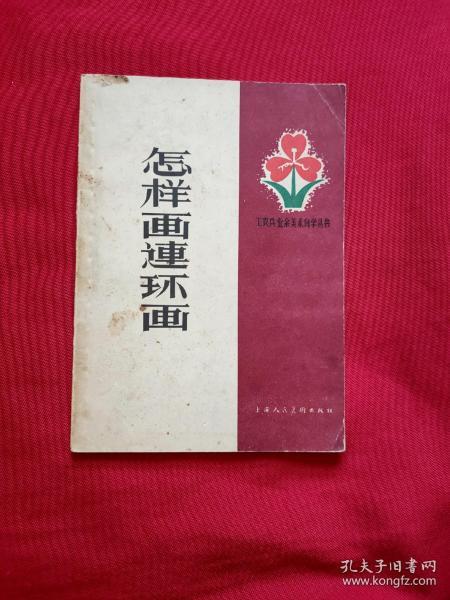 怎样画連环画
工农兵业余美术自学丛书
上海人民美術出版社
孔夫子旧书网
www.kongfz.com